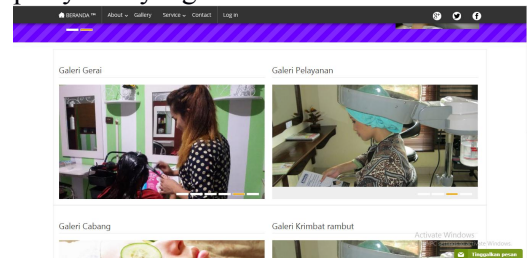 BERANDA ™ About Gallery Service Contact Log in
Galeri Gerai Galeri Pelayanan
Galeri Cabang Galeri Krimbat rambut
Activate Windows
Tinggalkan pesan